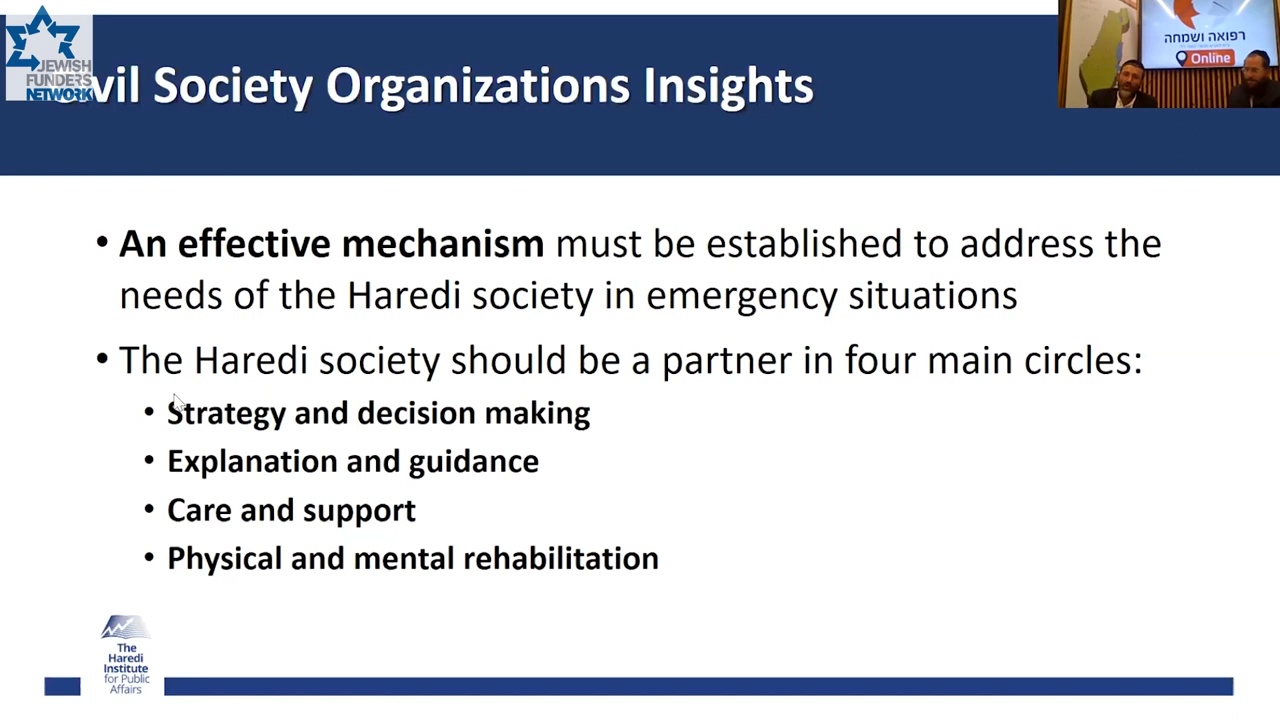 JEWISH
FUNDERS
NETWORK
vil Society Organizations Insights
רפואה ושמחה
Online
• An effective mechanism must be established to address the
needs of the Haredi society in emergency situations
• The Haredi society should be a partner in four main circles:
• Strategy and decision making
• Explanation and guidance
• Care and support
• Physical and mental rehabilitation
The
Haredi
Institute
for Public
Affairs